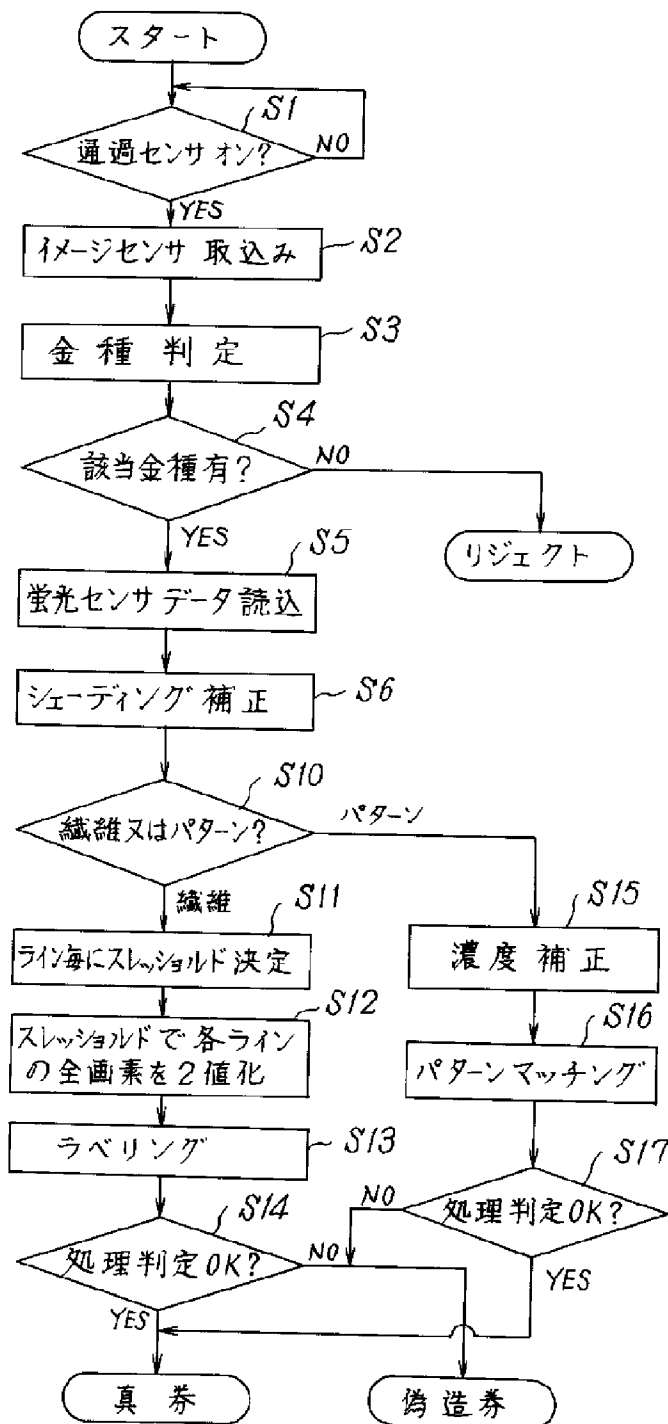 スタート
S1
通過センサオン?
NO
YES
イメージセンサ 取込み
S2
金種 判定
S3
S4
該当金種有?
NO
YES
リジェクト
S5
蛍光センサデータ読込
シェーディング補正
S6
S10
繊維又はパターン?
パターン
繊維
S11
ライン毎にスレッショルド決定
S12
スレッショルドで各ライン
の全画素を2値化
ラベリング
S13
S14
処理判定OK?
NO
YES
S15
濃度補正
S16
パターンマッチング
S17
処理判定OK?
NO
YES
真券
偽造券